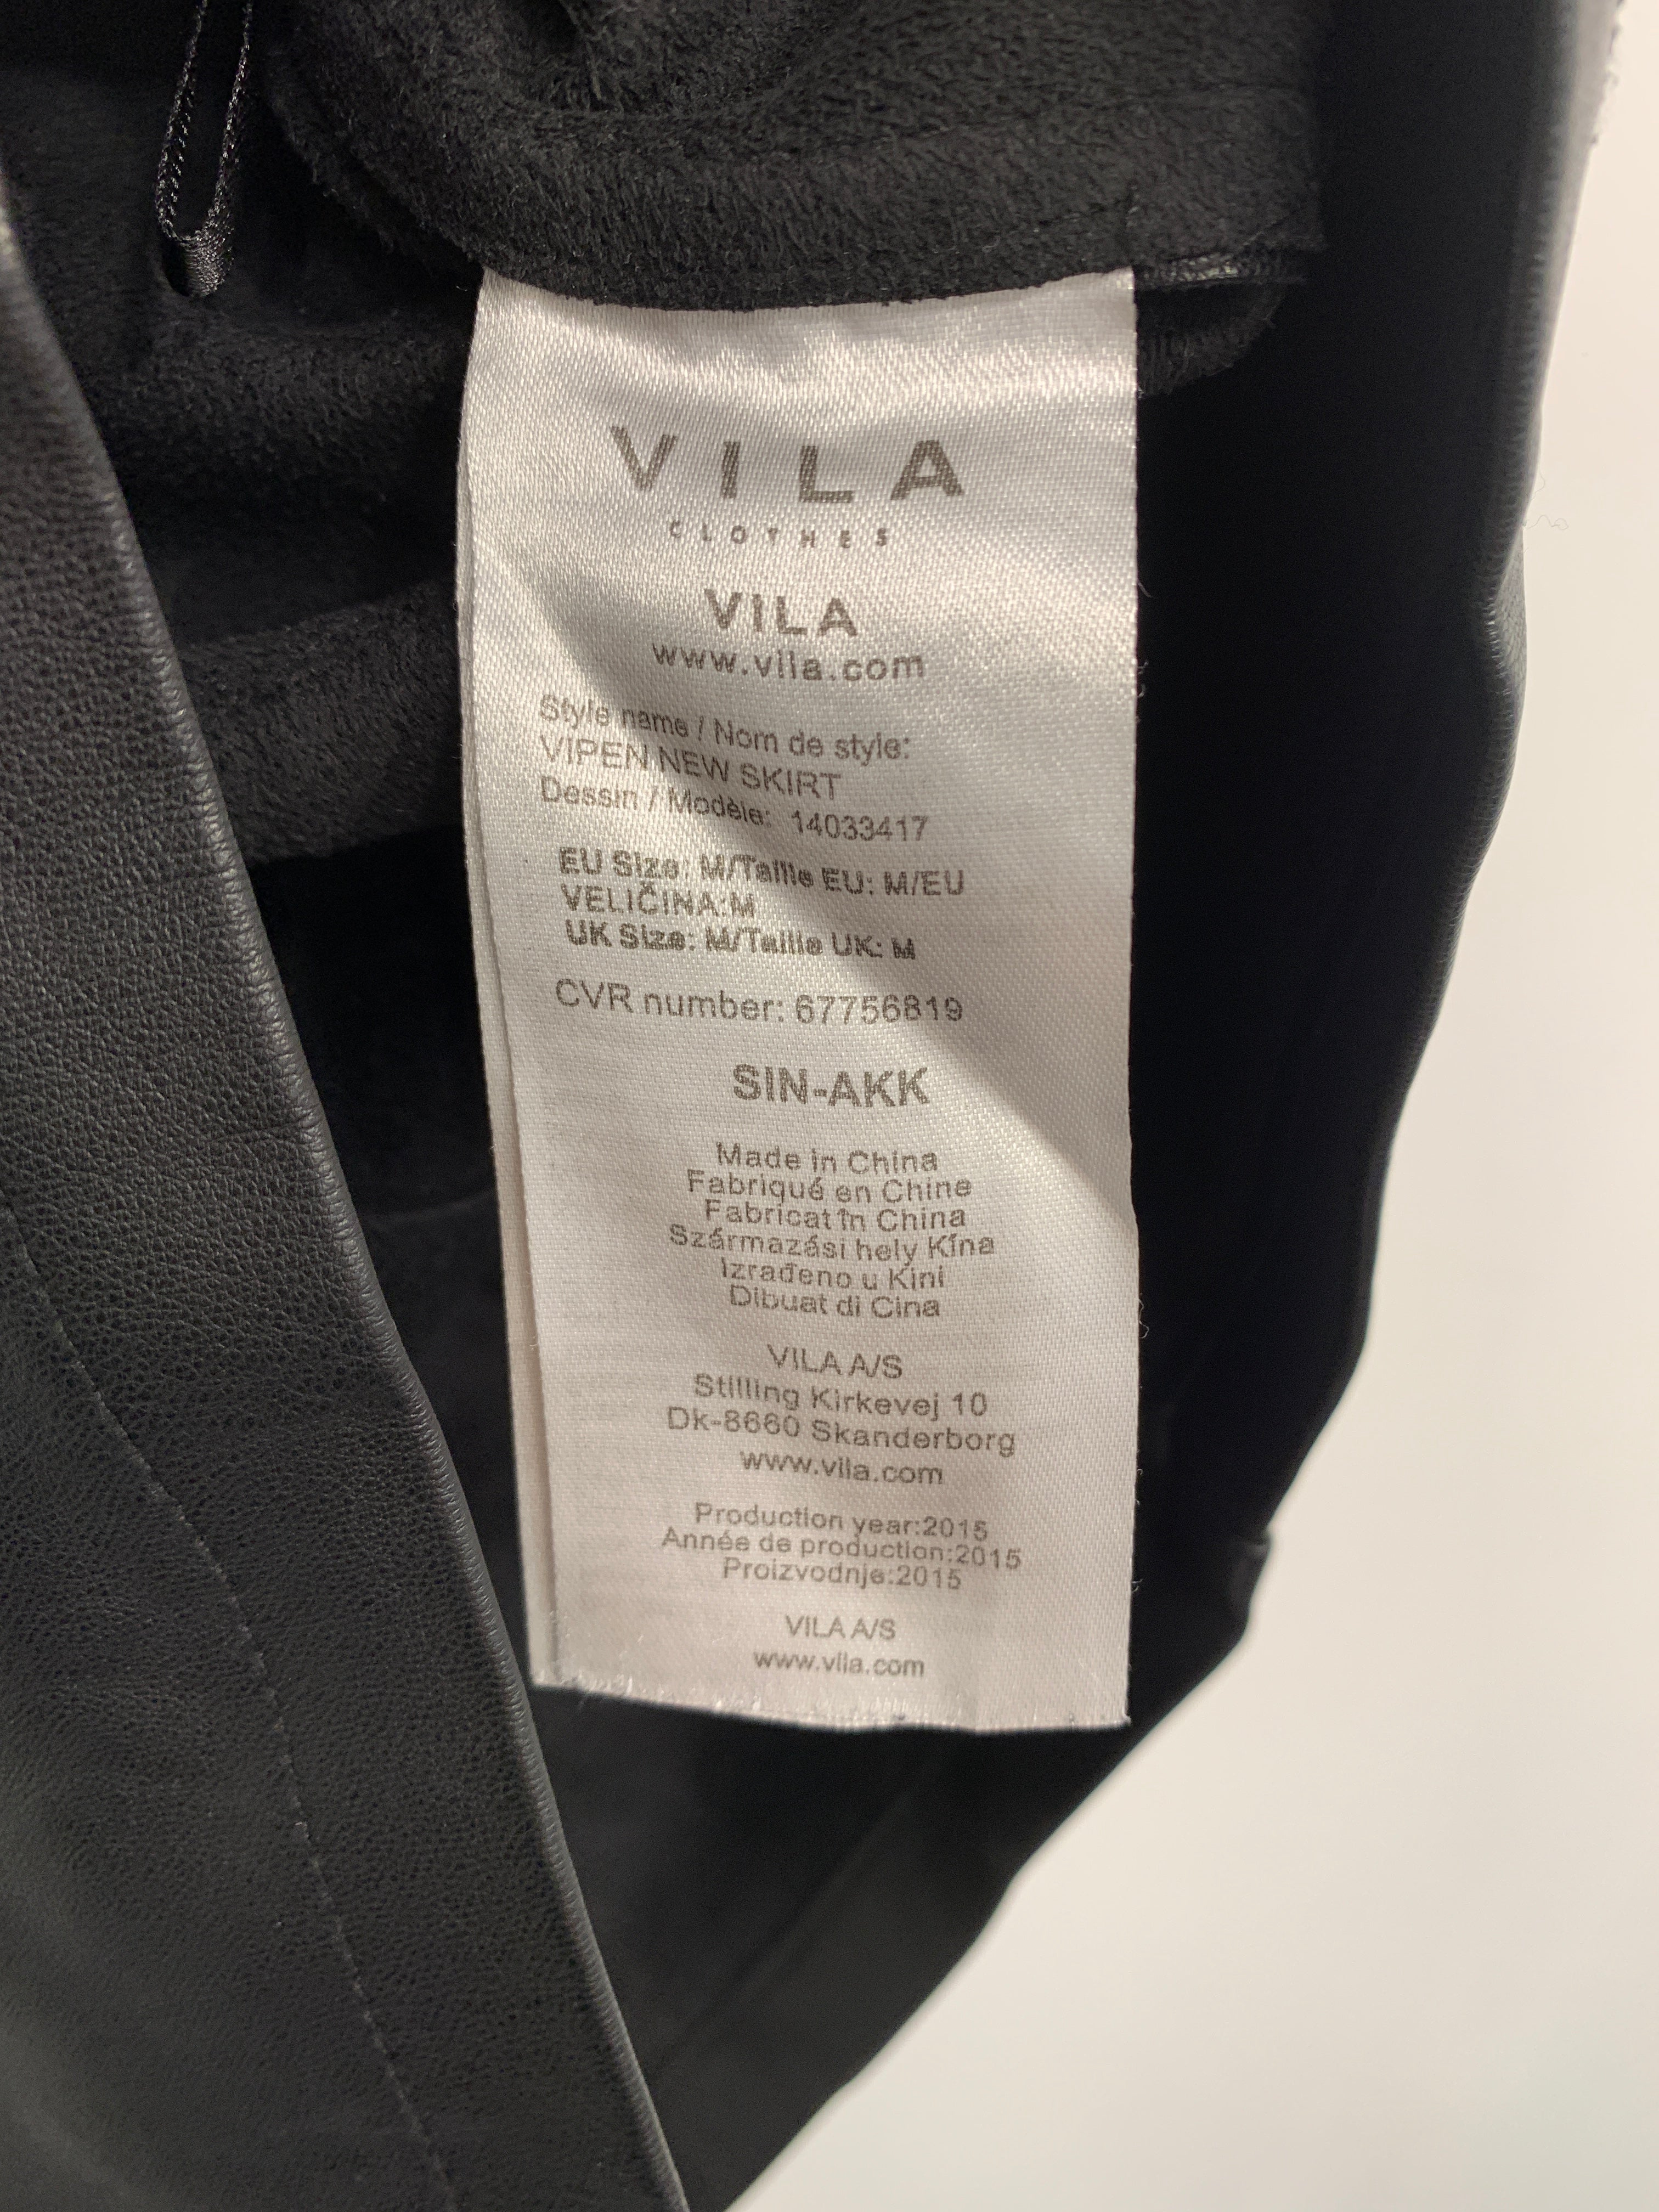 VILA
CLOTHES
VILA
www.vila.com
Style name / Nom de style:
VIPEN NEW SKIRT
Dessin / Modèle: 14033417
EU Size: M/Taille EU: M/EU
VELIČINA:M
UK Size: M/Taille UK: M
CVR number: 67756819
SIN-AKK
Made in China
Fabriqué en Chine
Fabricat în China
Származási hely Kína
Izrađeno u Kini
Dibuat di Cina
VILA A/S
Stilling Kirkevej 10
Dk-8660 Skanderborg
www.vila.com
Production year:2015
Année de production:2015
Proizvodnje:2015
VILA A/S
www.vila.com